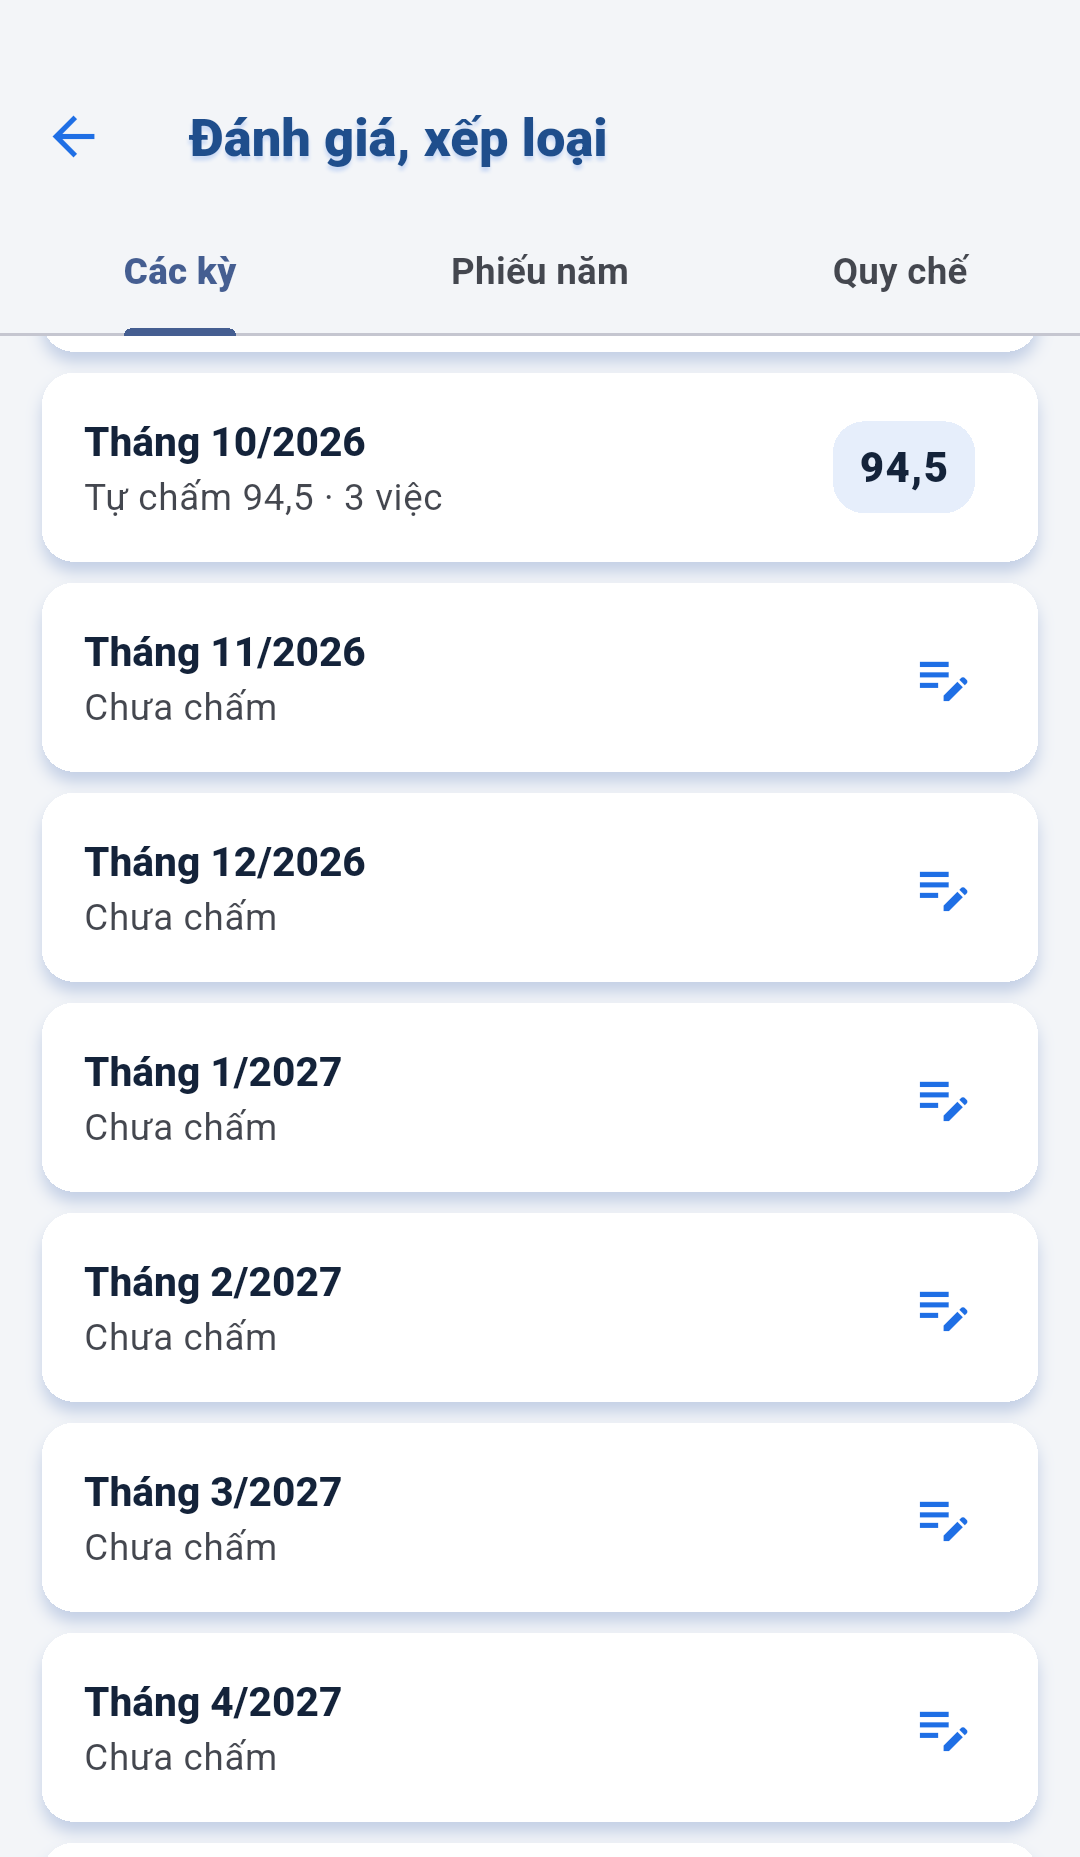 Đánh giá, xếp loại
Các kỳ
Phiếu năm
Quy chế
Tháng 10/2026
94,5
Tự chấm 94,5 · 3 việc
Tháng 11/2026
Chưa chấm
Tháng 12/2026
Chưa chấm
Tháng 1/2027
Chưa chấm
Tháng 2/2027
Chưa chấm
Tháng 3/2027
Chưa chấm
Tháng 4/2027
Chưa chấm